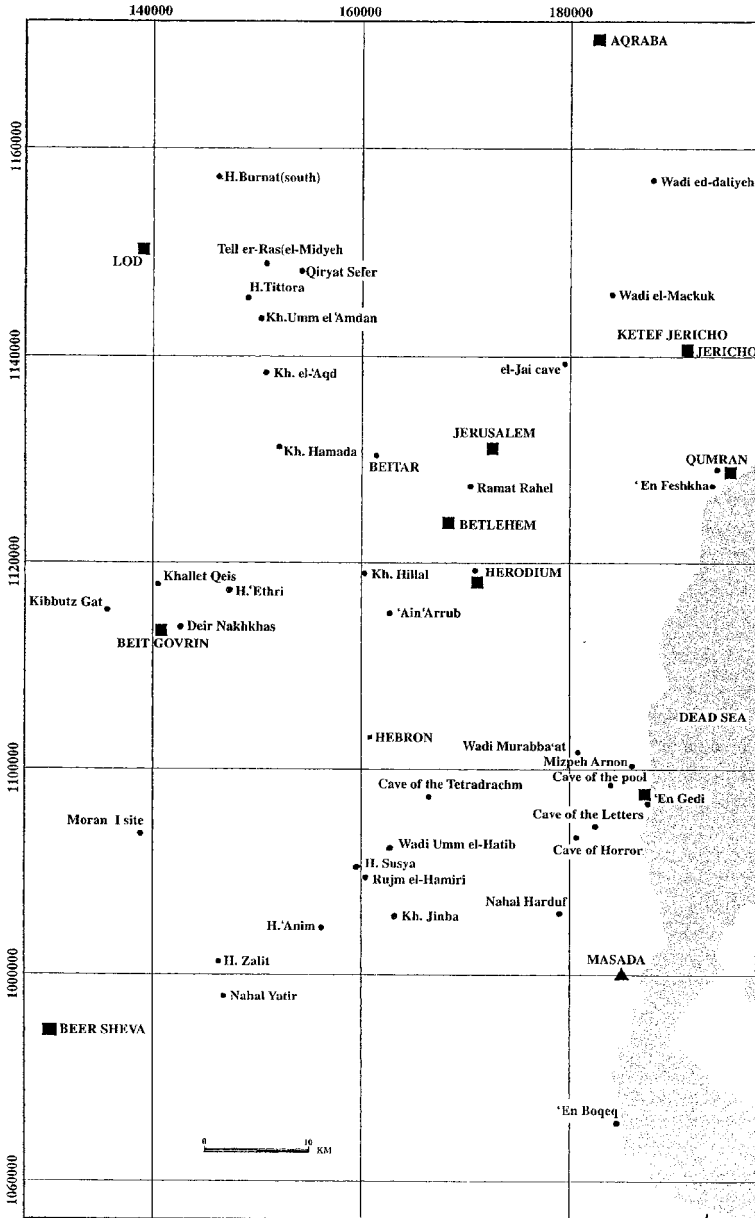 140000
160000
180000
AQRABA
1160000
H.Burnat(south)
Wadi ed-daliyeh
Tell er-Ras(el-Midyeh
LOD
Qiryat Sefer
H.Tittora
Wadi el-Mackuk
Kh.Umm el'Amdan
KETEF JERICHO
JERICHO
1140000
Kh. el-'Aqd
el-Jai cave
Kh. Hamada
JERUSALEM
BEITAR
QUMRAN
Ramat Rahel
'En Feshkha
BETLEHEM
1120000
Khallet Qeis
Kh. Hillal
HERODIUM
H.'Ethri
Kibbutz Gat
'Ain'Arrub
Deir Nakhkhas
BEIT GOVRIN
DEAD SEA
HEBRON
Wadi Murabba'at
1100000
Mizpeh Arnon
Cave of the pool
Cave of the Tetradrachm
'En Gedi
Moran I site
Cave of the Letters
Wadi Umm el-Hatib
Cave of Horror
H. Susya
Rujm el-Hamiri
Nahal Harduf
Kh. Jinba
H.'Anim
H. Zalit
MASADA
1000000
Nahal Yatir
BEER SHEVA
'En Boqeq
0 10
KM
1060000